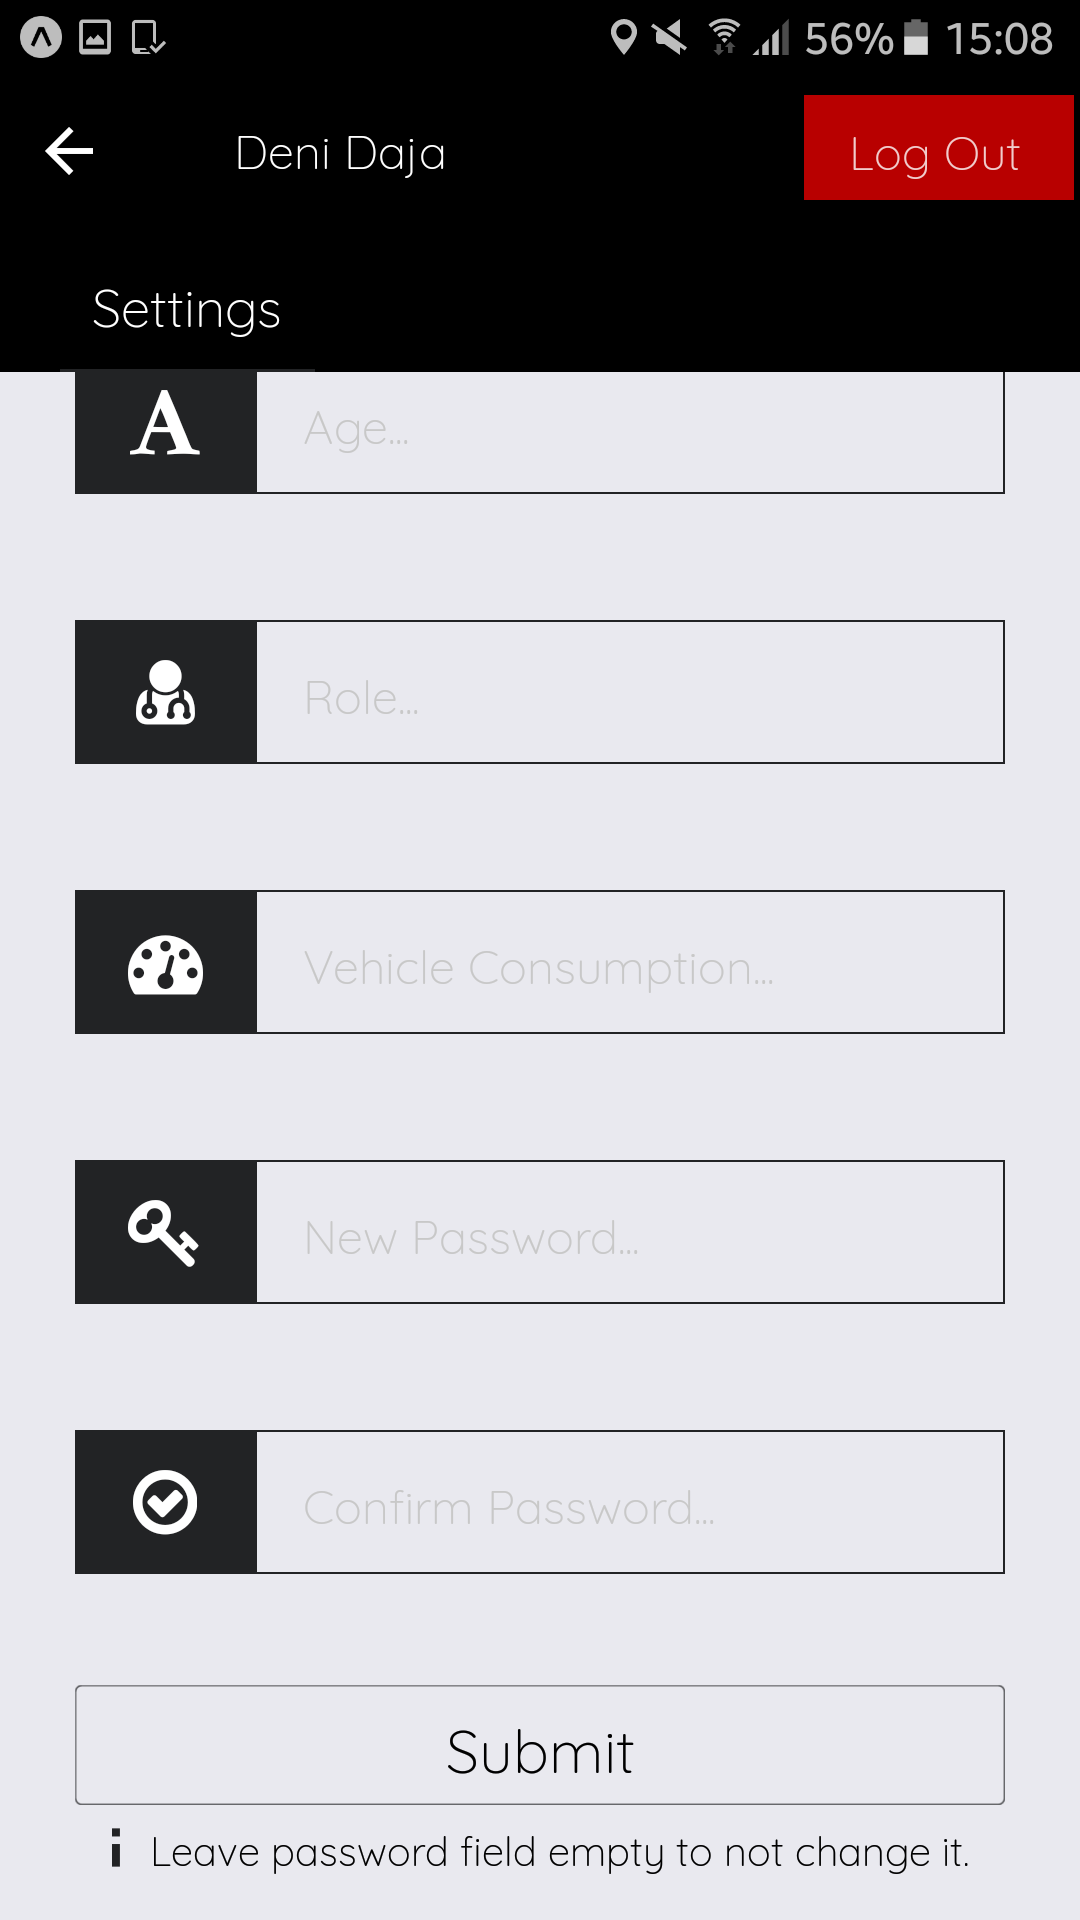 56% 15:08
Deni Daja
Log Out
Settings
A
Age...
Role...
Vehicle Consumption...
New Password...
Confirm Password...
Submit
Leave password field empty to not change it.